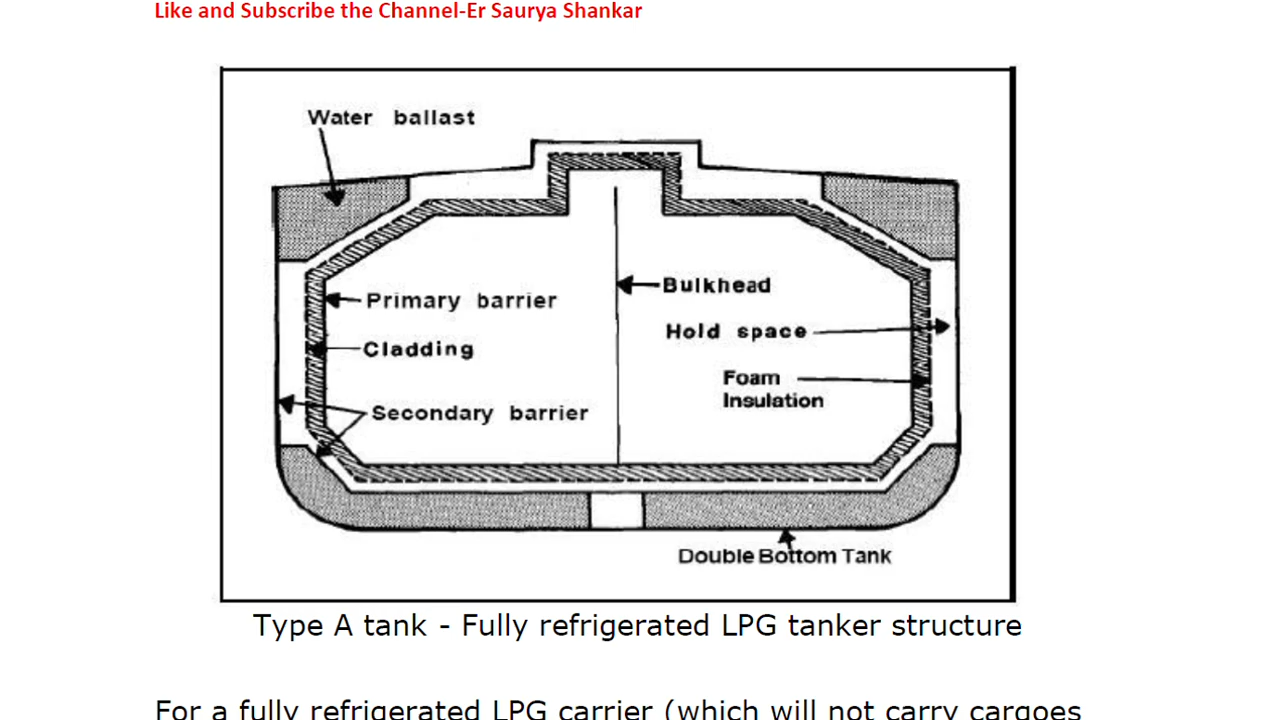 Like and Subscribe the Channel-Er Saurya Shankar
Water ballast
Bulkhead
Primary barrier
Hold space
Cladding
Foam
Insulation
Secondary barrier
Double Bottom Tank
Type A tank - Fully refrigerated LPG tanker structure
For a fully refrigerated LPG carrier (which will not carry cargoes